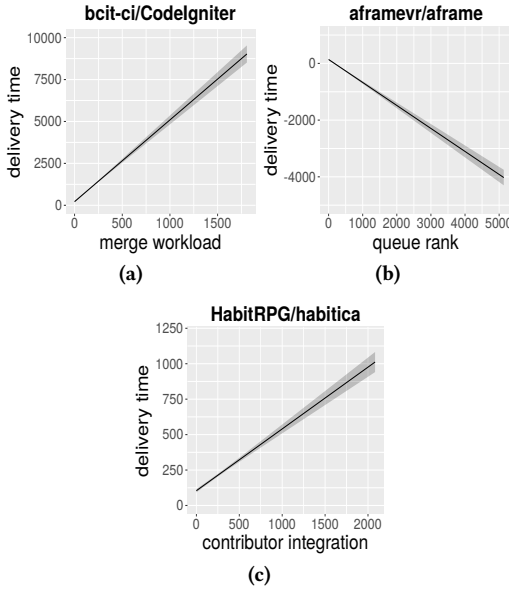 bcit-ci/CodeIgniter
delivery time
10000
7500
5000
2500
0
0
500
1000
1500
merge workload
(a)
aframevr/aframe
delivery time
0
-2000
-4000
0
1000
2000
3000
4000
5000
queue rank
(b)
HabitRPG/habitica
delivery time
1250
1000
750
500
250
0
0
500
1000
1500
2000
contributor integration
(c)